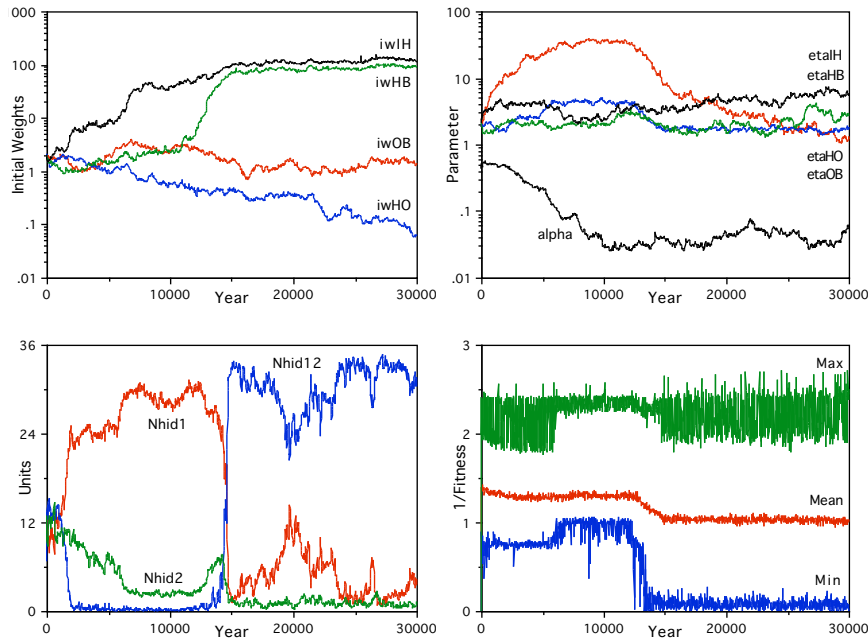 1000
100
10
1
.1
.01
0
10000
20000
30000
Initial Weights
Year
iwIH
iwHB
iwOB
iwHO
100
10
1
.1
.01
0
10000
20000
30000
Parameter
Year
etaIH
etaHB
etaHO
etaOB
alpha
36
24
12
0
0
10000
20000
30000
Units
Year
Nhid12
Nhid1
Nhid2
3
2
1
0
0
10000
20000
30000
1/Fitness
Year
Max
Mean
Min